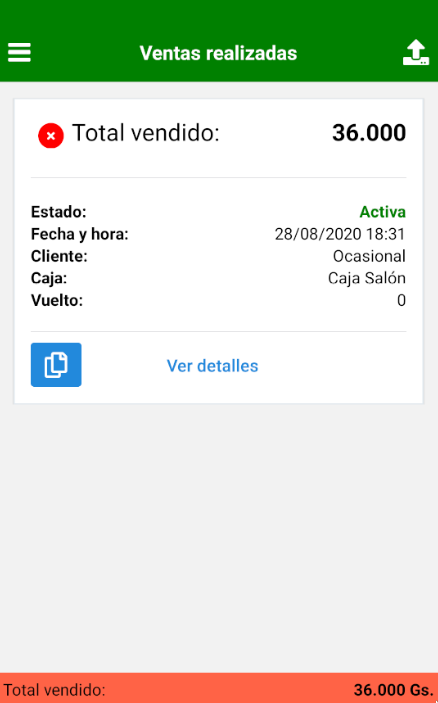 Ventas realizadas
Total vendido: 36.000
Estado: Activa
Fecha y hora: 28/08/2020 18:31
Cliente: Ocasional
Caja: Caja Salón
Vuelto: 0
Ver detalles
Total vendido: 36.000 Gs.